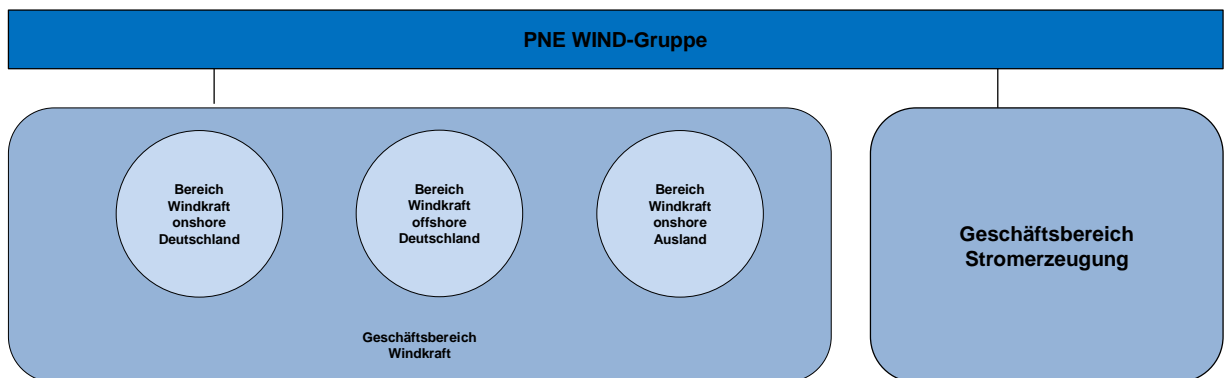 PNE WIND-Gruppe
Bereich
Windkraft
onshore
Deutschland
Bereich
Windkraft
offshore
Deutschland
Bereich
Windkraft
onshore
Ausland
Geschäftsbereich
Windkraft
Geschäftsbereich
Stromerzeugung